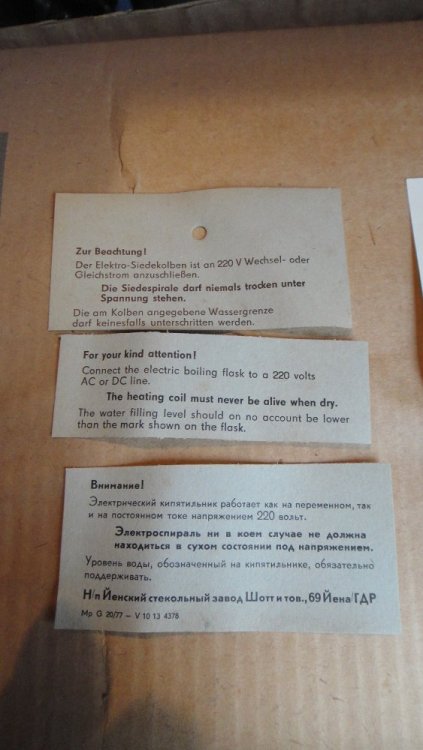 Zur Beachtung!
Der Elektro-Siedekolben ist an 220 V Wechsel- oder
Gleichstrom anzuschließen.
Die Siedespirale darf niemals trocken unter
Spannung stehen.
Die am Kolben angegebene Wassergrenze
darf keinesfalls unterschritten werden.
For your kind attention!
Connect the electric boiling flask to a 220 volts
AC or DC line.
The heating coil must never be alive when dry.
The water filling level should on no account be lower
than the mark shown on the flask.
Внимание!
Электрический кипятильник работает как на переменном, так
и на постоянном токе напряжением 220 вольт.
Электроспираль ни в коем случае не должна
находиться в сухом состоянии под напряжением.
Уровень воды, обозначенный на кипятильнике, обязательно
поддерживать.
Н/п Йенский стекольный завод Шотт и тов., 69 Йена/ГДР
Mp G 20/77 – V 10 13 4378